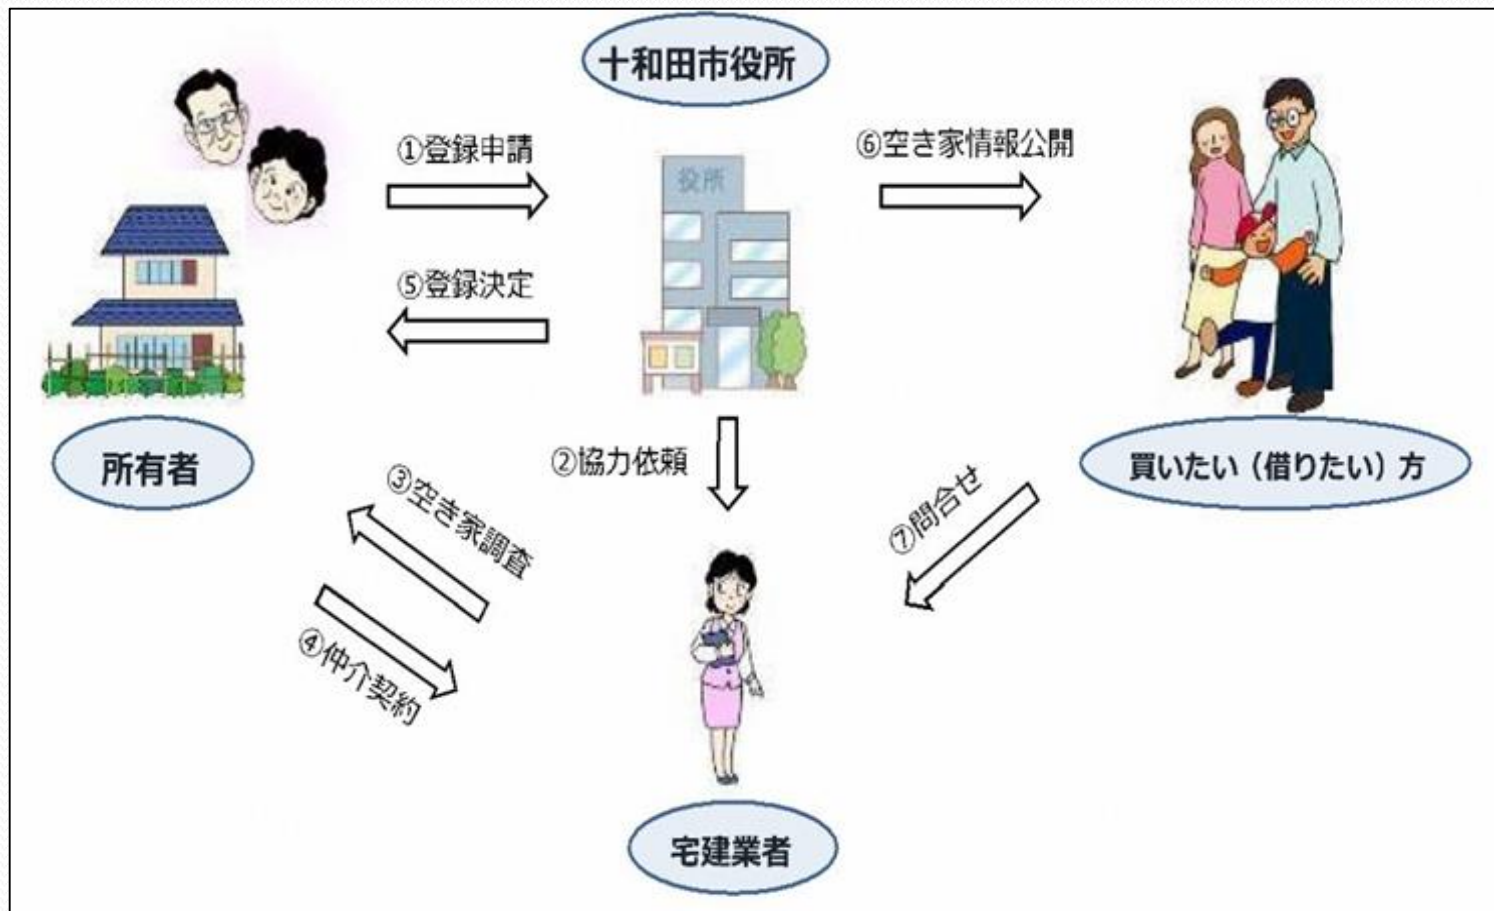 十和田市役所
①登録申請
役所
⑥空き家情報公開
⑤登録決定
所有者
②協力依頼
買いたい（借りたい）方
③空き家調査
⑦問合せ
④仲介契約
宅建業者